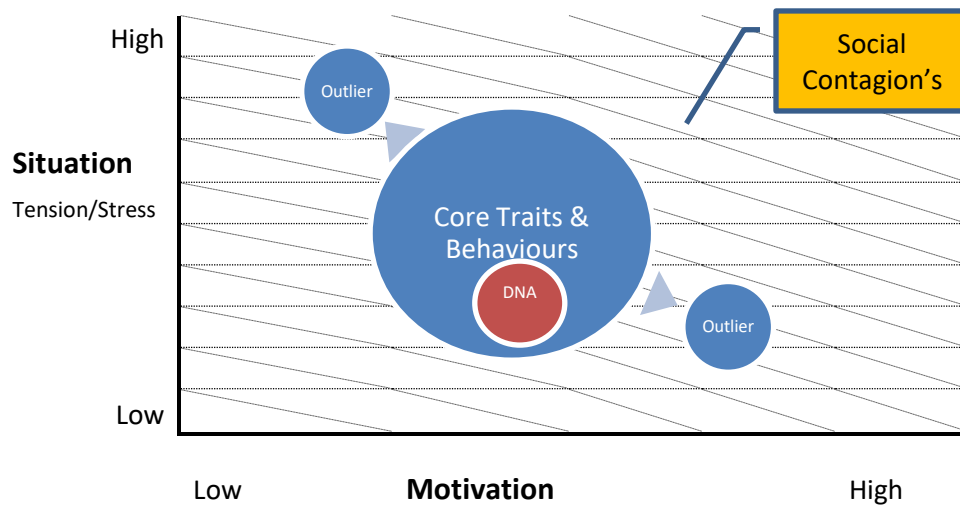 High
Social
Contagion's
Outlier
Situation
Tension/Stress
Core Traits &
Behaviours
DNA
Outlier
Low
Low
Motivation
High